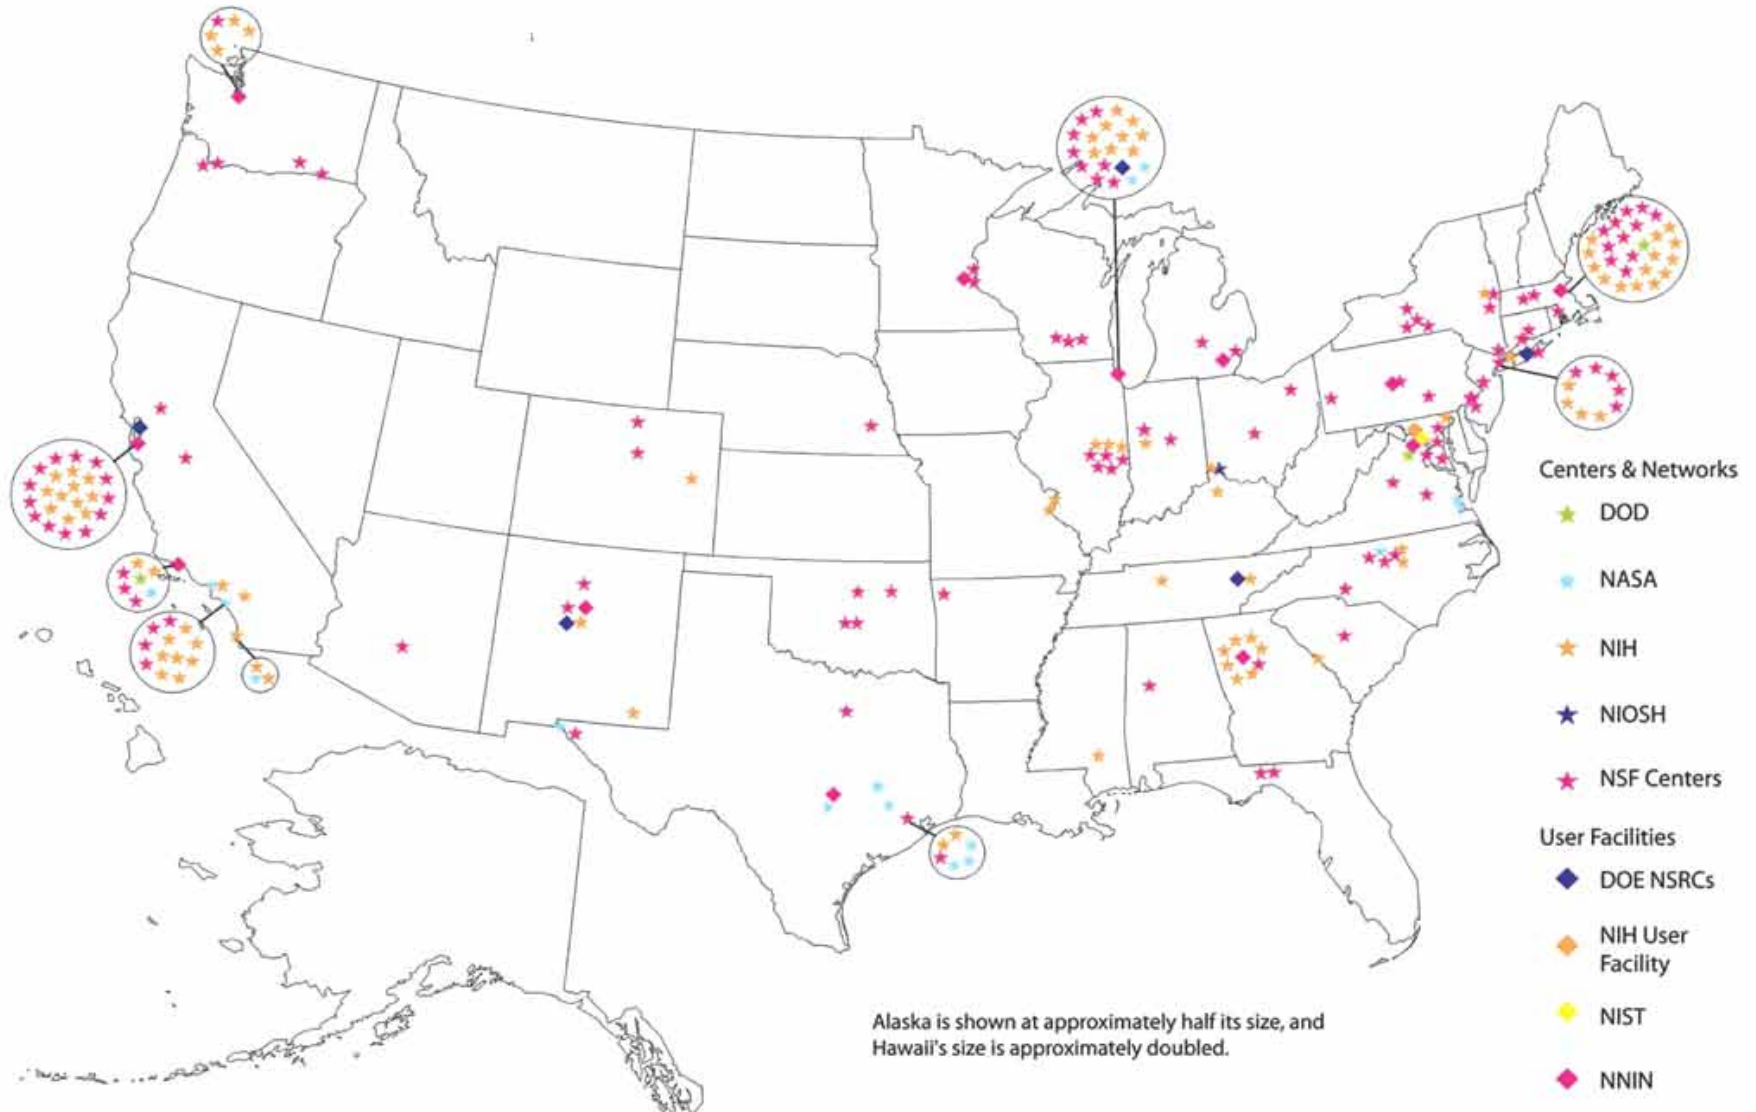 Centers & Networks
DOD
NASA
NIH
NIOSH
NSF Centers
User Facilities
DOE NSRCs
NIH User
Facility
NIST
NNIN
Alaska is shown at approximately half its size, and
Hawaii's size is approximately doubled.